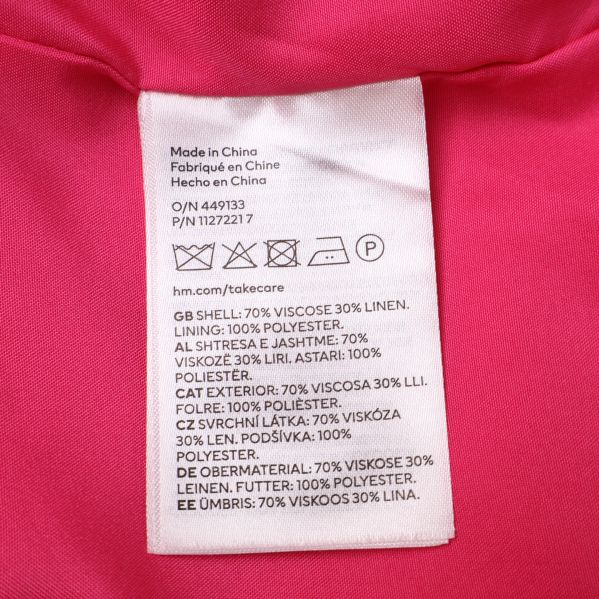 Made in China
Fabriqué en Chine
Hecho en China
O/N 449133
P/N 1127221 7
P
hm.com/takecare
GB SHELL: 70% VISCOSE 30% LINEN.
LINING: 100% POLYESTER.
AL SHTRESA E JASHTME: 70%
VISKOZË 30% LIRI. ASTARI: 100%
POLIESTËR.
CAT EXTERIOR: 70% VISCOSA 30% LLI.
FOLRE: 100% POLIÈSTER.
CZ SVRCHNÍ LÁTKA: 70% VISKÓZA
30% LEN. PODŠÍVKA: 100%
POLYESTER.
DE OBERMATERIAL: 70% VISKOSE 30%
LEINEN. FUTTER: 100% POLYESTER.
EE ÜMBRIS: 70% VISKOOS 30% LINA.